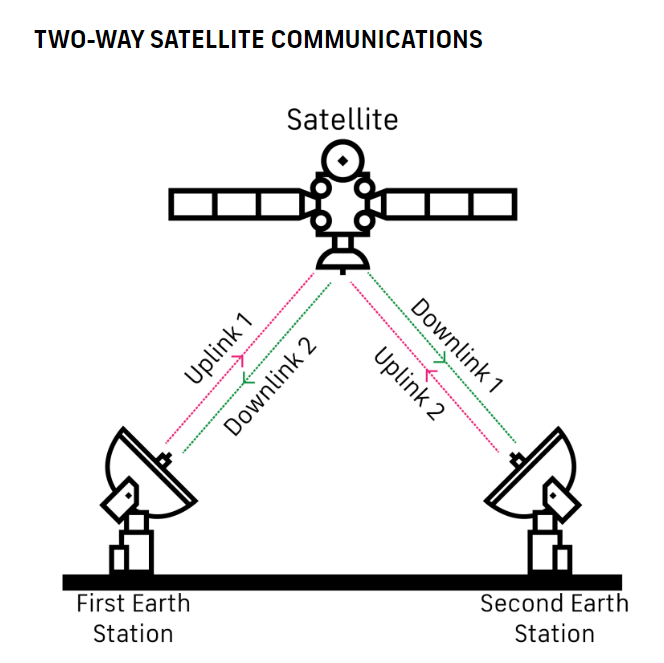 TWO-WAY SATELLITE COMMUNICATIONS
Satellite
Uplink 1
Downlink 2
Downlink 1
Uplink 2
First Earth
Station
Second Earth
Station